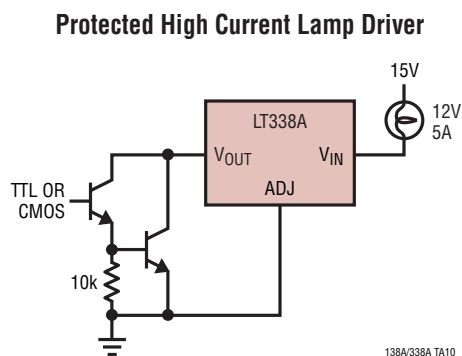 Protected High Current Lamp Driver
15V
12V
5A
LT338A
VOUT
VIN
ADJ
TTL OR
CMOS
10k
138A/338A TA10